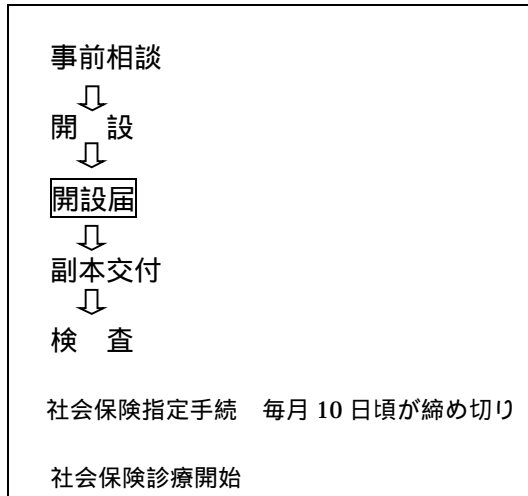 事前相談
⇩
開　設
⇩
開設届
⇩
副本交付
⇩
検　査
社会保険指定手続　毎月 10 日頃が締め切り
社会保険診療開始